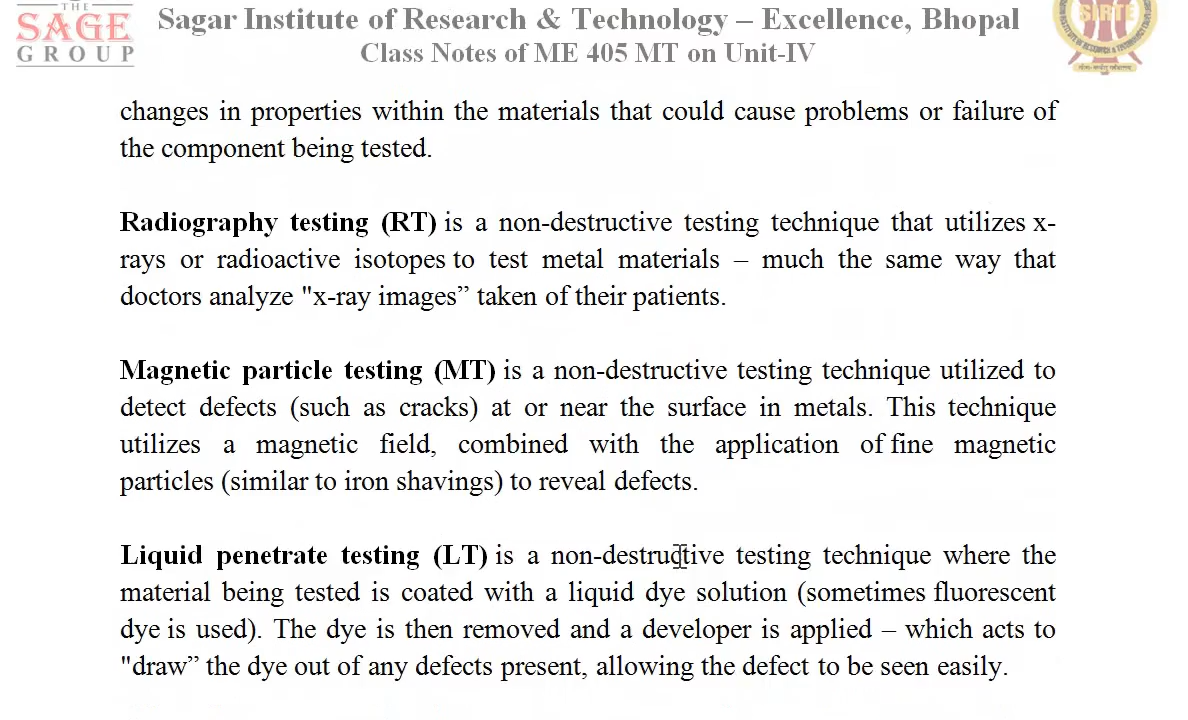 THE
SAGE
GROUP
Sagar Institute of Research & Technology – Excellence, Bhopal
Class Notes of ME 405 MT on Unit-IV
SIRTE
changes in properties within the materials that could cause problems or failure of
the component being tested.
Radiography testing (RT) is a non-destructive testing technique that utilizes x-
rays or radioactive isotopes to test metal materials – much the same way that
doctors analyze "x-ray images” taken of their patients.
Magnetic particle testing (MT) is a non-destructive testing technique utilized to
detect defects (such as cracks) at or near the surface in metals. This technique
utilizes a magnetic field, combined with the application of fine magnetic
particles (similar to iron shavings) to reveal defects.
Liquid penetrate testing (LT) is a non-destructive testing technique where the
material being tested is coated with a liquid dye solution (sometimes fluorescent
dye is used). The dye is then removed and a developer is applied – which acts to
"draw” the dye out of any defects present, allowing the defect to be seen easily.